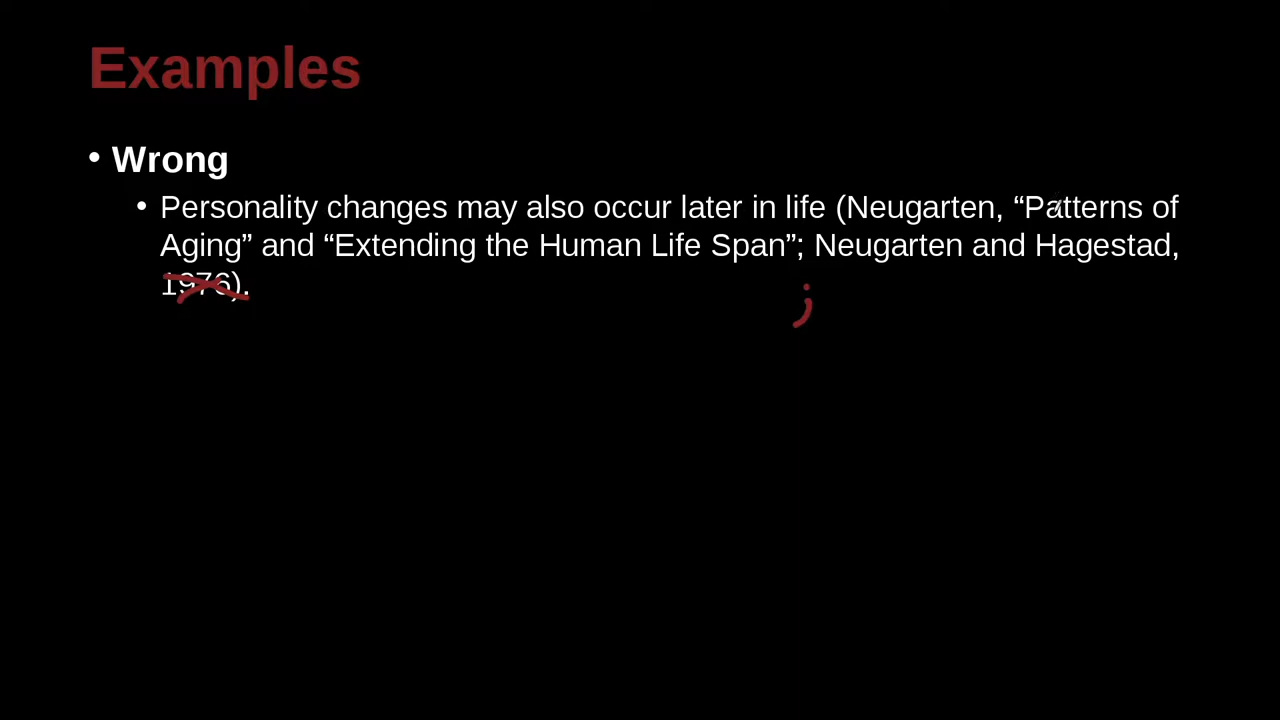 Examples
• Wrong
• Personality changes may also occur later in life (Neugarten, “Patterns of
Aging” and “Extending the Human Life Span”; Neugarten and Hagestad,
1976).
;